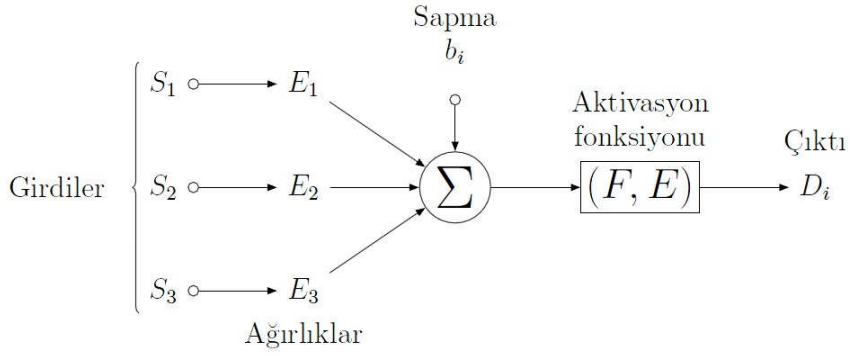 Sapma
b_i
Aktivasyon
fonksiyonu
Çıktı
Girdiler
S_1 E_1
S_2 E_2 Σ (F, E) D_i
S_3 E_3
Ağırlıklar